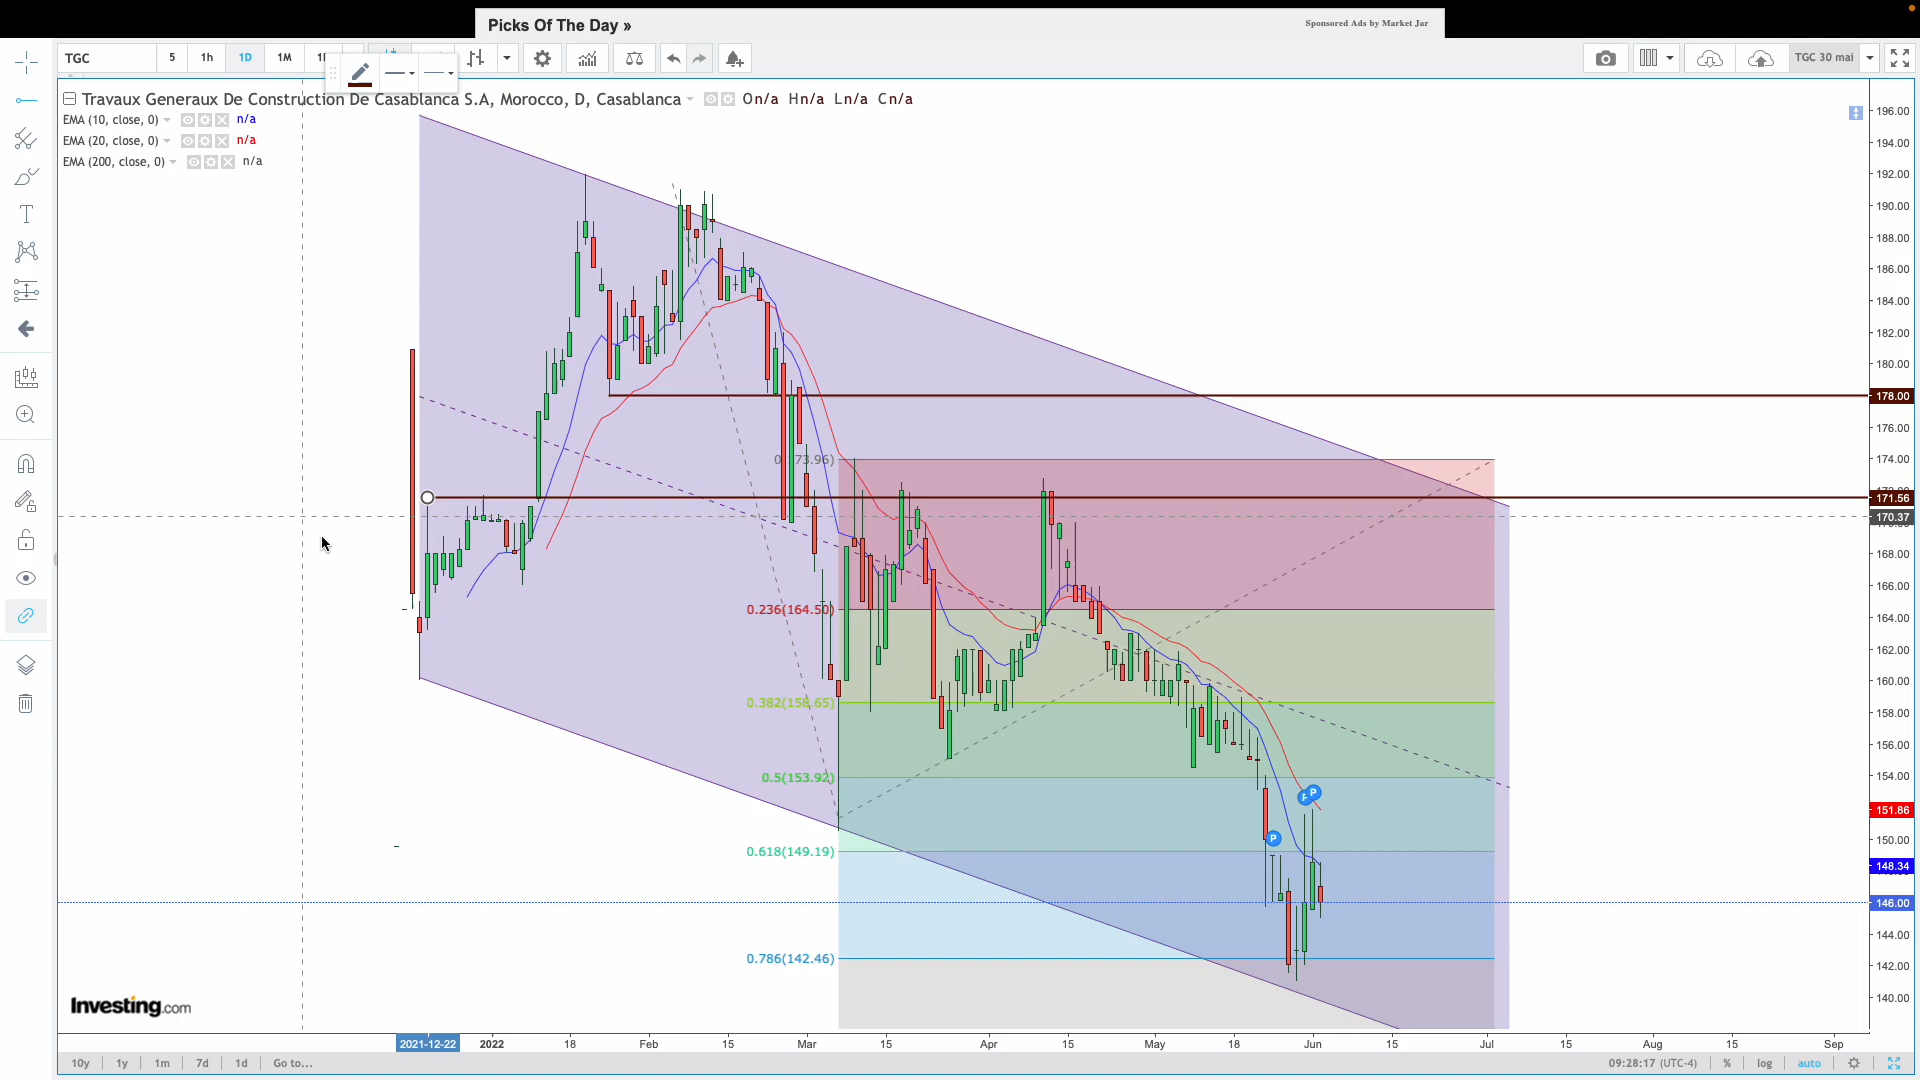 Picks Of The Day »
Sponsored Ads by Market Jar
TGC
5
1h
1D
1M
TGC 30 mai
Travaux Generaux De Construction De Casablanca S.A, Morocco, D, Casablanca
On/a Hn/a Ln/a Cn/a
EMA (10, close, 0) n/a
EMA (20, close, 0) n/a
EMA (200, close, 0) n/a
196.00
194.00
192.00
190.00
188.00
186.00
184.00
182.00
180.00
178.00
176.00
174.00
171.56
170.37
168.00
166.00
164.00
162.00
160.00
158.00
156.00
154.00
151.86
150.00
148.34
146.00
144.00
142.00
140.00
0.236(164.50)
0.382(158.65)
0.5(153.92)
0.618(149.19)
0.786(142.46)
P
P
P
Investing.com
2021-12-22
2022
18
Feb
15
Mar
15
Apr
15
May
18
Jun
15
Jul
15
Aug
15
Sep
10y
1y
1m
7d
1d
Go to...
09:28:17 (UTC-4)
%
log
auto